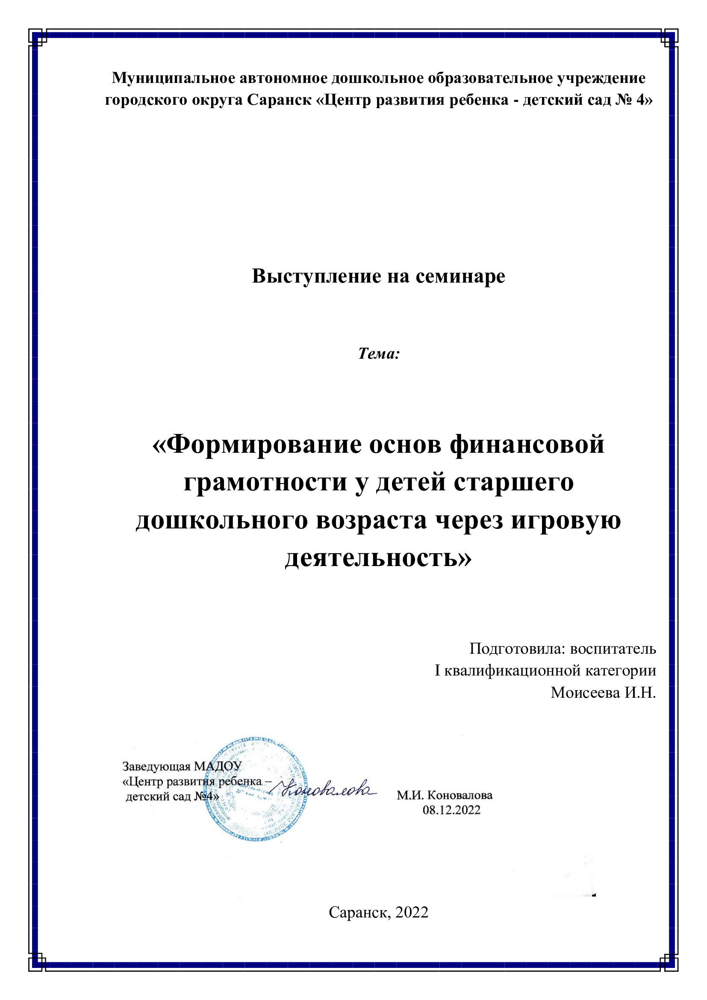 Муниципальное автономное дошкольное образовательное учреждение
городского округа Саранск «Центр развития ребенка - детский сад № 4»
Выступление на семинаре
Тема:
«Формирование основ финансовой
грамотности у детей старшего
дошкольного возраста через игровую
деятельность»
Подготовила: воспитатель
I квалификационной категории
Моисеева И.Н.
Заведующая МАДОУ
«Центр развития ребенка –
детский сад №4»
Коновалова
М.И. Коновалова
08.12.2022
Саранск, 2022